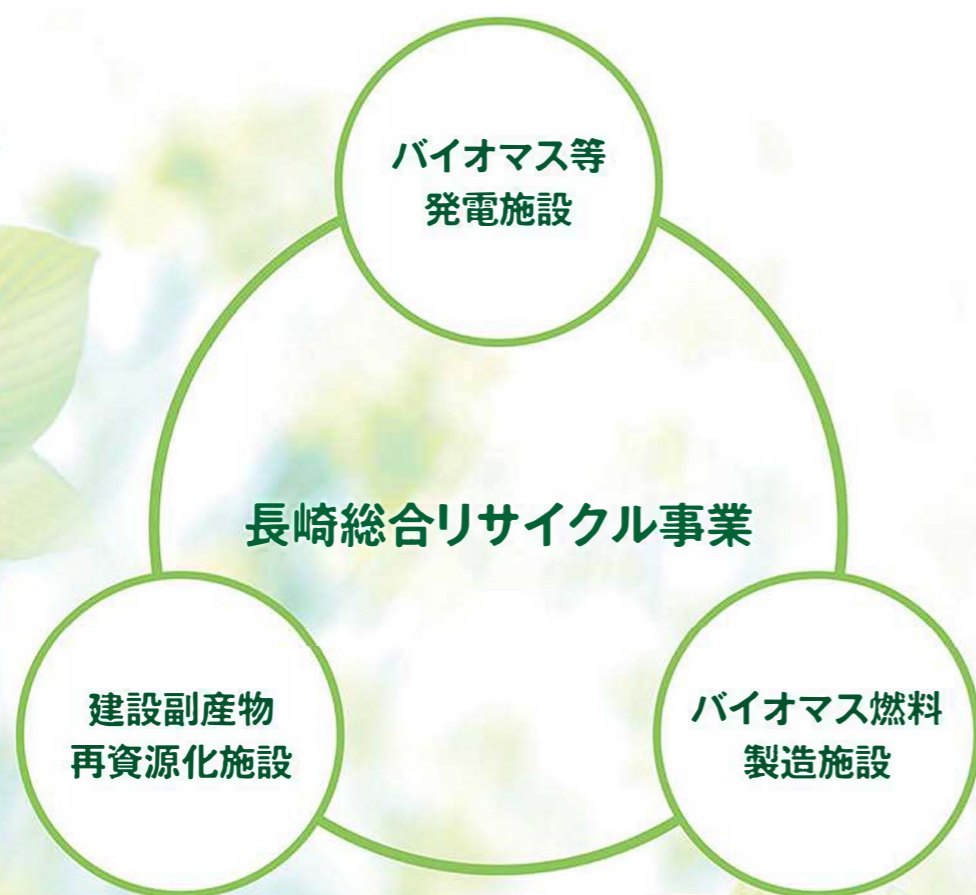 バイオマス等
発電施設
長崎総合リサイクル事業
建設副産物
再資源化施設
バイオマス燃料
製造施設